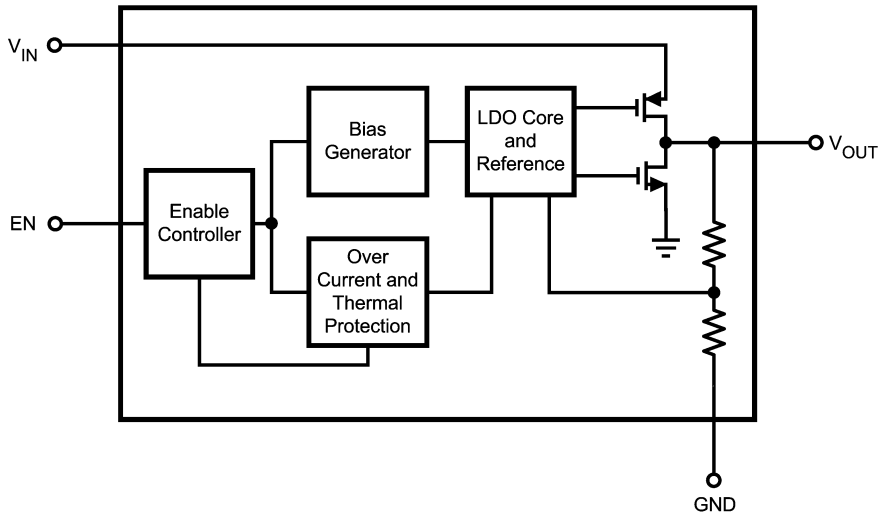 VIN
Bias
Generator
LDO Core
and
Reference
VOUT
EN
Enable
Controller
Over
Current and
Thermal
Protection
GND